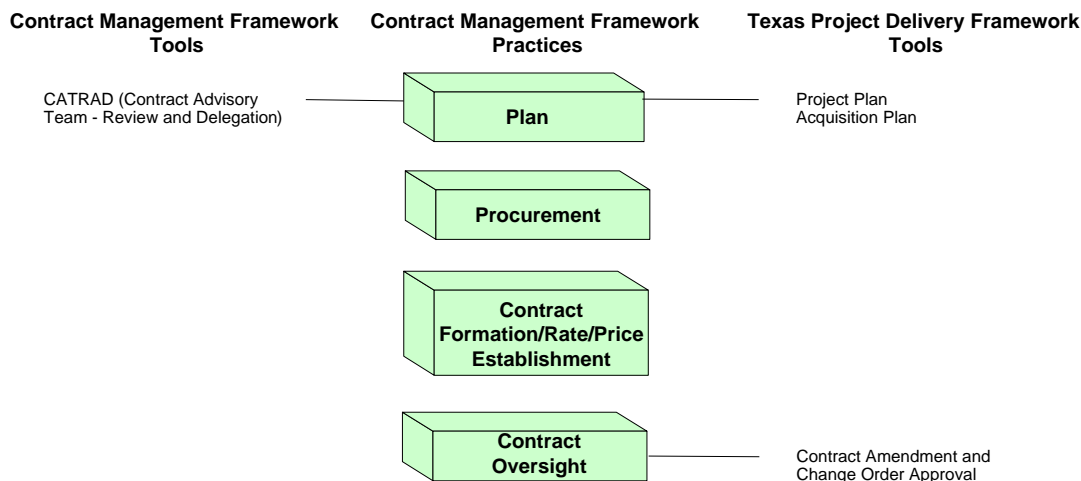 Contract Management Framework
Tools
Contract Management Framework
Practices
Texas Project Delivery Framework
Tools
CATRAD (Contract Advisory
Team - Review and Delegation)
Plan
Project Plan
Acquisition Plan
Procurement
Contract
Formation/Rate/Price
Establishment
Contract
Oversight
Contract Amendment and
Change Order Approval